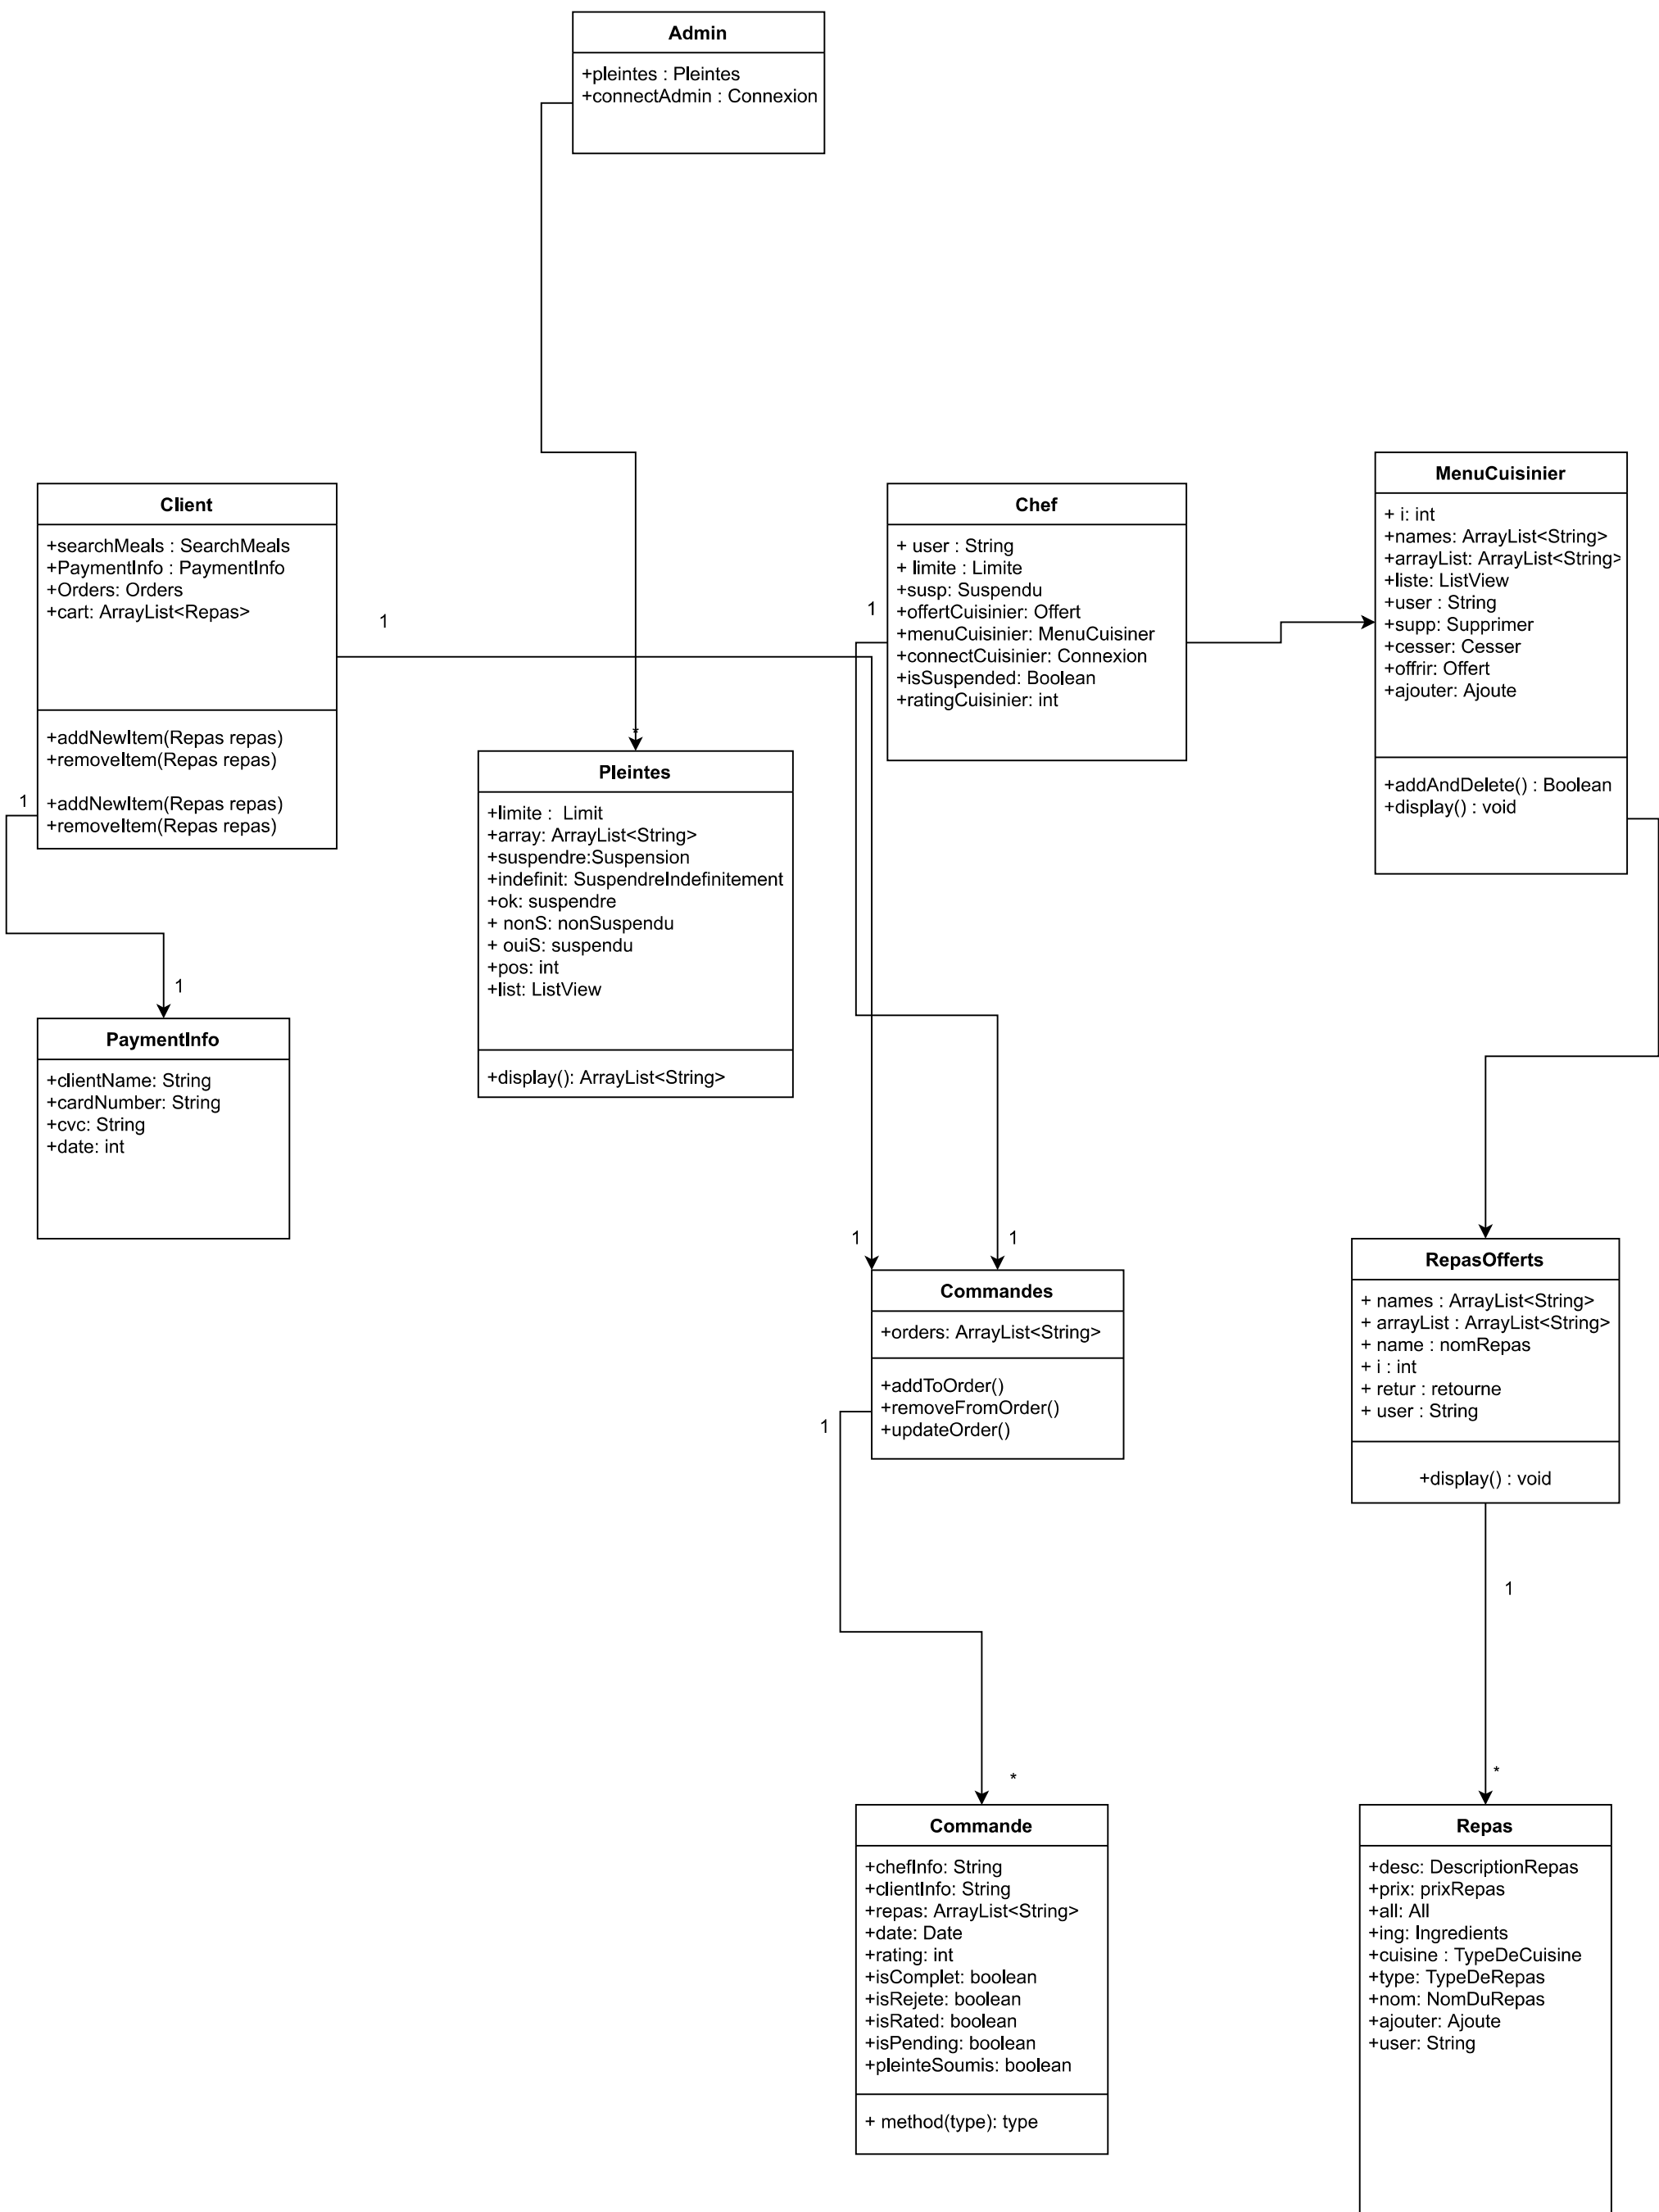 Admin
+pleintes : Pleintes
+connectAdmin : Connexion
Client
+searchMeals : SearchMeals
+PaymentInfo : PaymentInfo
+Orders: Orders
+cart: ArrayList<Repas>
+addNewItem(Repas repas)
+removeItem(Repas repas)
+addNewItem(Repas repas)
+removeItem(Repas repas)
1
1
1
PaymentInfo
+clientName: String
+cardNumber: String
+cvc: String
+date: int
*
Pleintes
+limite :  Limit
+array: ArrayList<String>
+suspendre:Suspension
+indefinit: SuspendreIndefinitement
+ok: suspendre
+ nonS: nonSuspendu
+ ouiS: suspendu
+pos: int
+list: ListView
+display(): ArrayList<String>
Chef
+ user : String
+ limite : Limite
+susp: Suspendu
+offertCuisinier: Offert
+menuCuisinier: MenuCuisiner
+connectCuisinier: Connexion
+isSuspended: Boolean
+ratingCuisinier: int
1
MenuCuisinier
+ i: int
+names: ArrayList<String>
+arrayList: ArrayList<String>
+liste: ListView
+user : String
+supp: Supprimer
+cesser: Cesser
+offrir: Offert
+ajouter: Ajoute
+addAndDelete() : Boolean
+display() : void
1
1
Commandes
+orders: ArrayList<String>
+addToOrder()
+removeFromOrder()
+updateOrder()
1
*
RepasOfferts
+ names : ArrayList<String>
+ arrayList : ArrayList<String>
+ name : nomRepas
+ i : int
+ retur : retourne
+ user : String
+display() : void
1
*
Commande
+chefInfo: String
+clientInfo: String
+repas: ArrayList<String>
+date: Date
+rating: int
+isComplet: boolean
+isRejete: boolean
+isRated: boolean
+isPending: boolean
+pleinteSoumis: boolean
+ method(type): type
Repas
+desc: DescriptionRepas
+prix: prixRepas
+all: All
+ing: Ingredients
+cuisine : TypeDeCuisine
+type: TypeDeRepas
+nom: NomDuRepas
+ajouter: Ajoute
+user: String